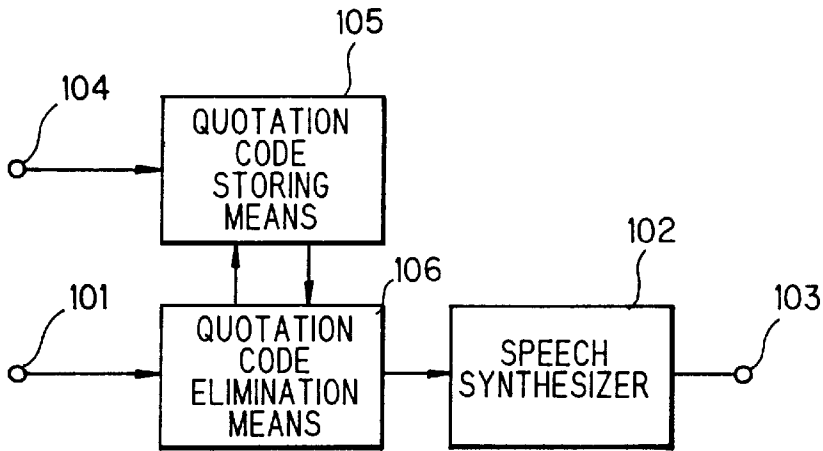 105
104
QUOTATION
CODE
STORING
MEANS
102
106
101
103
QUOTATION
CODE
ELIMINATION
MEANS
SPEECH
SYNTHESIZER